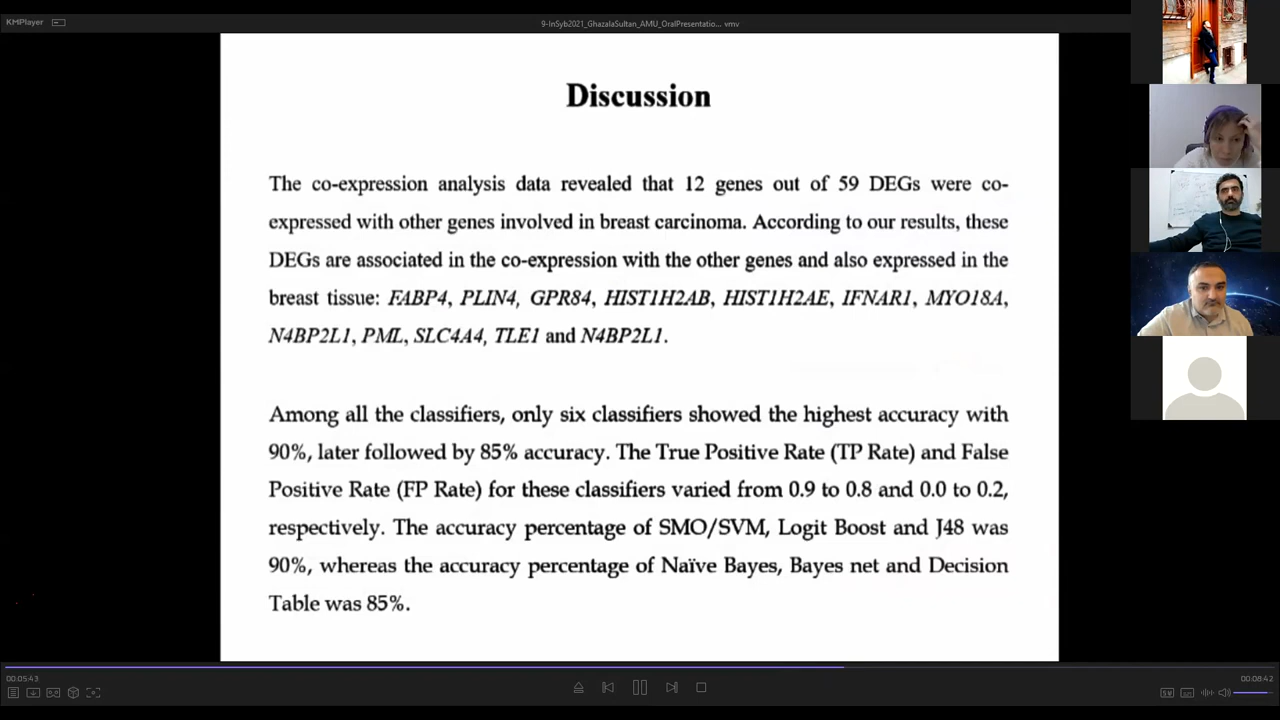 KMPlayer
9-InSyb2021_GhazalaSultan_AMU_OralPresentatio... vmv
Discussion
The co-expression analysis data revealed that 12 genes out of 59 DEGs were co-
expressed with other genes involved in breast carcinoma. According to our results, these
DEGs are associated in the co-expression with the other genes and also expressed in the
breast tissue: FABP4, PLIN4, GPR84, HIST1H2AB, HIST1H2AE, IFNAR1, MYO18A,
N4BP2L1, PML, SLC4A4, TLE1 and N4BP2L1.
Among all the classifiers, only six classifiers showed the highest accuracy with
90%, later followed by 85% accuracy. The True Positive Rate (TP Rate) and False
Positive Rate (FP Rate) for these classifiers varied from 0.9 to 0.8 and 0.0 to 0.2,
respectively. The accuracy percentage of SMO/SVM, Logit Boost and J48 was
90%, whereas the accuracy percentage of Naïve Bayes, Bayes net and Decision
Table was 85%.
00:05:43
00:08:42